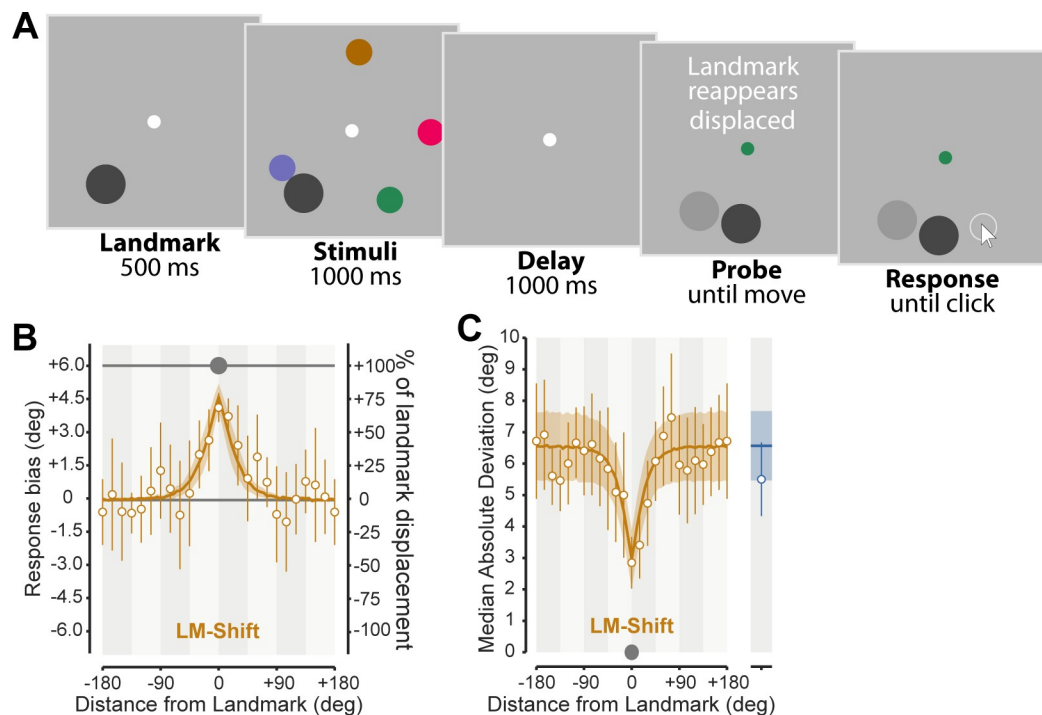 A
Landmark
reappears
displaced
Landmark
500 ms
Stimuli
1000 ms
Delay
1000 ms
Probe
until move
Response
until click
B
+6.0
+4.5
+3.0
+1.5
0
-1.5
-3.0
-4.5
-6.0
Response bias (deg)
+100
+75
+50
+25
0
-25
-50
-75
-100
% of landmark displacement
LM-Shift
-180 -90 0 +90 +180
Distance from Landmark (deg)
C
10
9
8
7
6
5
4
3
2
1
0
Median Absolute Deviation (deg)
LM-Shift
-180 -90 0 +90 +180
Distance from Landmark (deg)